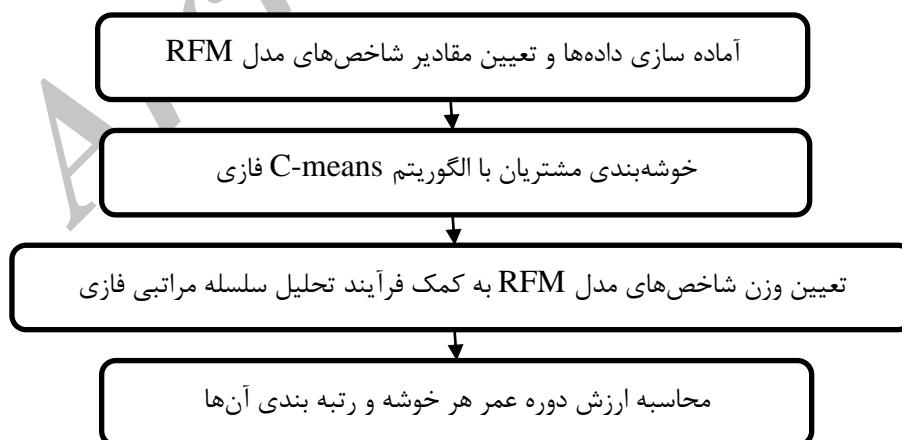 آماده سازی داده‌ها و تعیین مقادیر شاخص‌های مدل RFM
خوشه‌بندی مشتریان با الگوریتم C-means فازی
تعیین وزن شاخص‌های مدل RFM به کمک فرآیند تحلیل سلسله مراتبی فازی
محاسبه ارزش دوره عمر هر خوشه و رتبه بندی آن‌ها